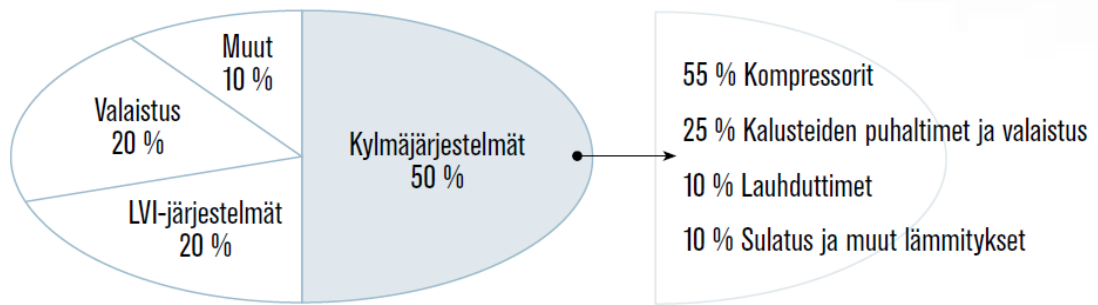 Muut
10 %
Valaistus
20 %
LVI-järjestelmät
20 %
Kylmäjärjestelmät
50 %
55 % Kompressorit
25 % Kalusteiden puhaltimet ja valaistus
10 % Lauhduttimet
10 % Sulatus ja muut lämmitykset